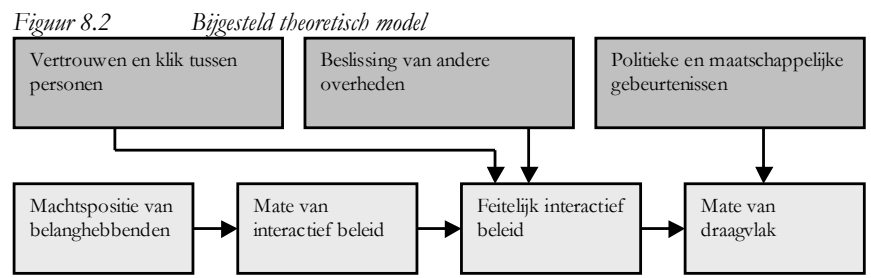 Figuur 8.2 Bijgesteld theoretisch model
Vertrouwen en klik tussen
personen
Beslissing van andere
overheden
Politieke en maatschappelijke
gebeurtenissen
Machtspositie van
belanghebbenden
Mate van
interactief beleid
Feitelijk interactief
beleid
Mate van
draagvlak